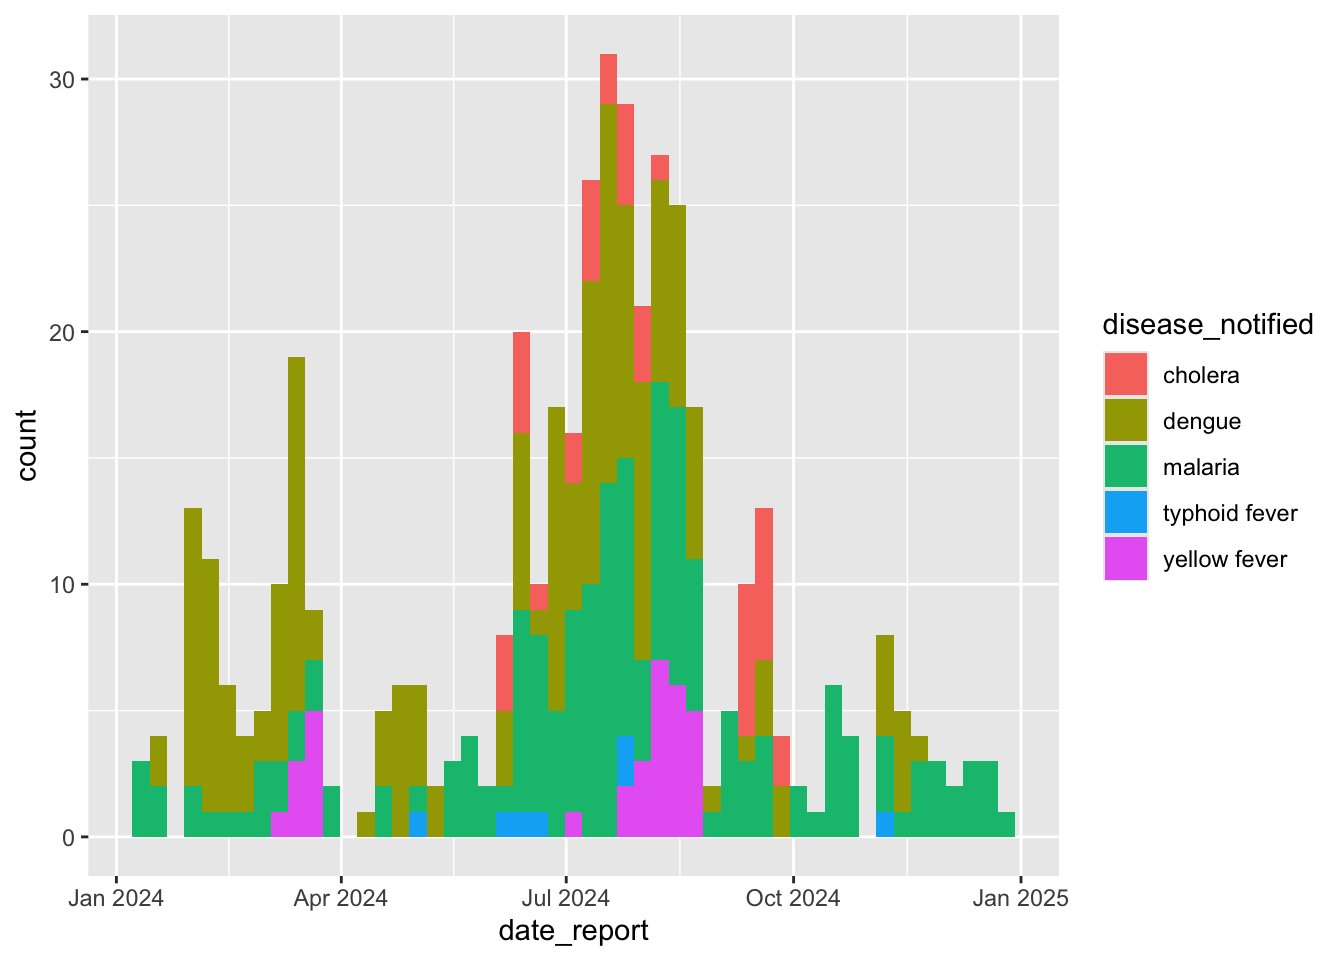 30
20
10
0
count
Jan 2024
Apr 2024
Jul 2024
Oct 2024
Jan 2025
date_report
disease_notified
cholera
dengue
malaria
typhoid fever
yellow fever